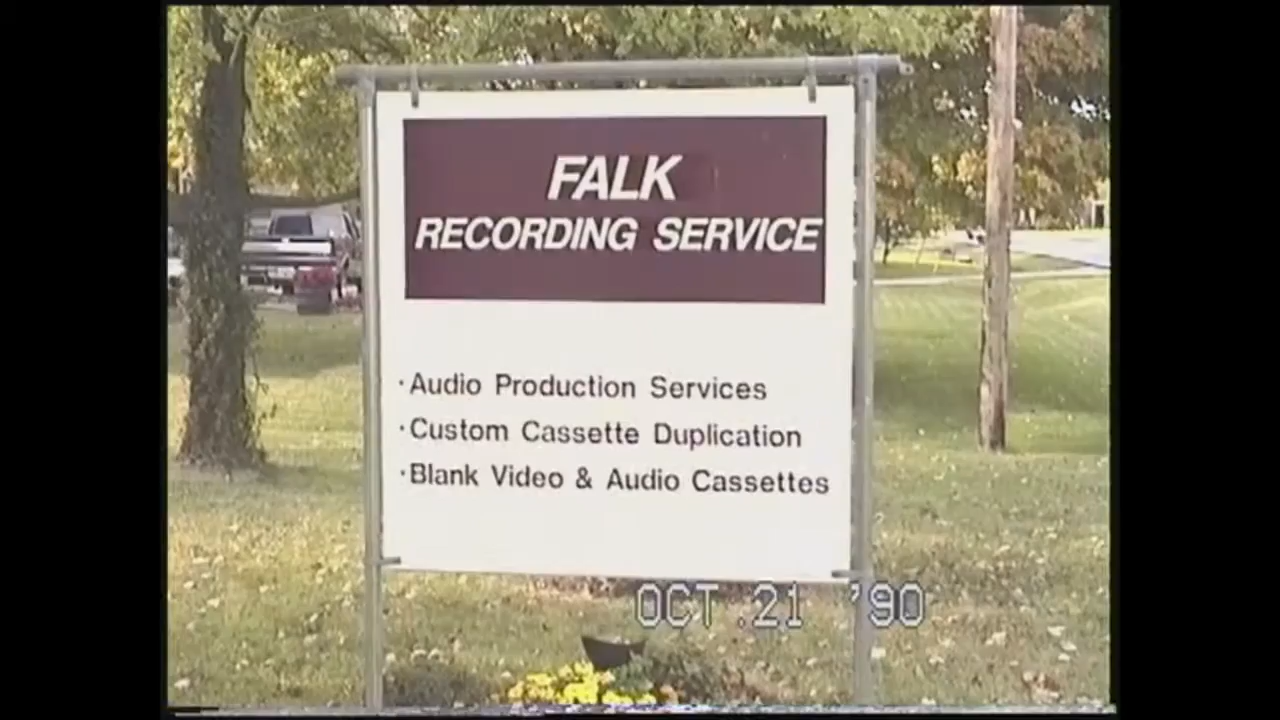 FALK
RECORDING SERVICE
·Audio Production Services
·Custom Cassette Duplication
·Blank Video & Audio Cassettes
OCT.21 '90